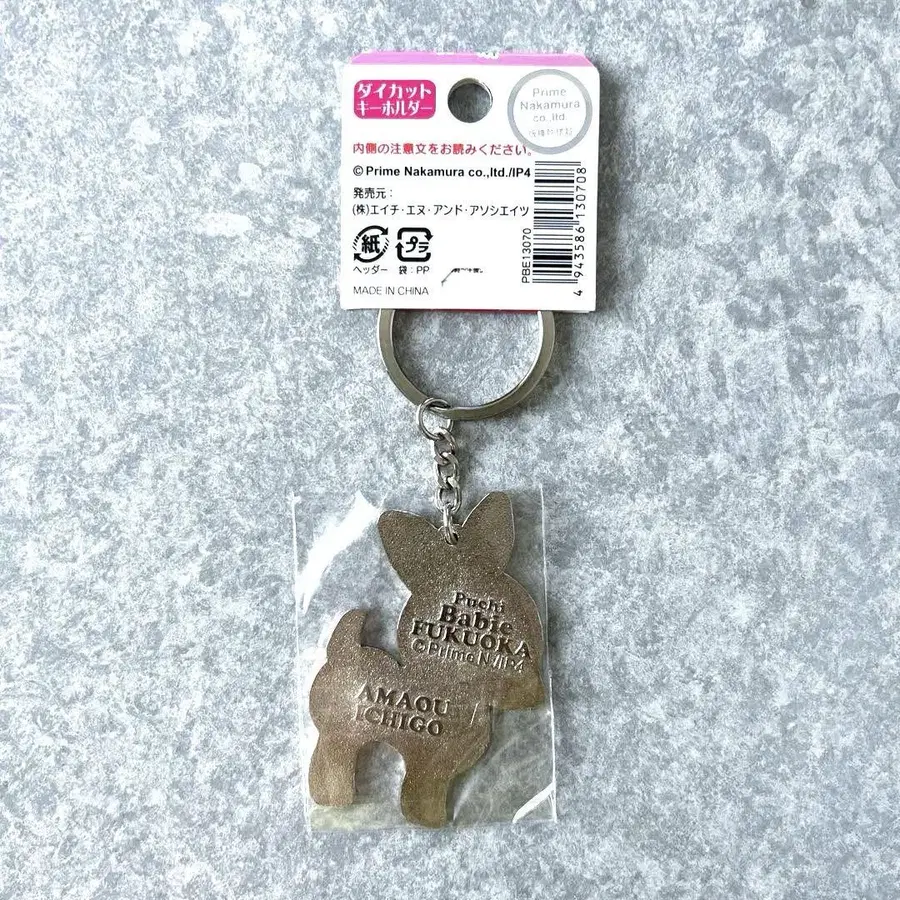 ダイカット
キーホルダー
Prime
Nakamura
co.,ltd.
内側の注意文をお読みください。
©Prime Nakamura co.,ltd./IP4
発売元：
(株)エイチ・エヌ・アンド・アソシエイツ
紙
プラ
ヘッダー 袋：PP
MADE IN CHINA
PBE13070
4 943586 130708
Puchi
Babie
FUKUOKA
©Prime N./IP4
AMAOU
ICHIGO